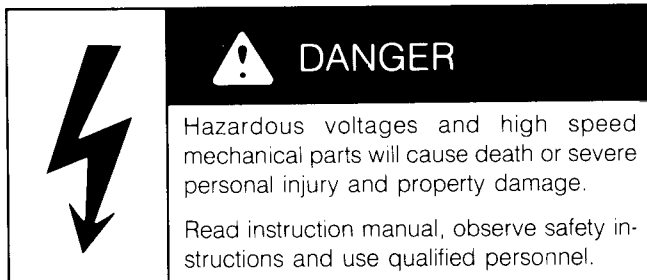 DANGER
Hazardous voltages and high speed
mechanical parts will cause death or severe
personal injury and property damage.
Read instruction manual, observe safety in-
structions and use qualified personnel.